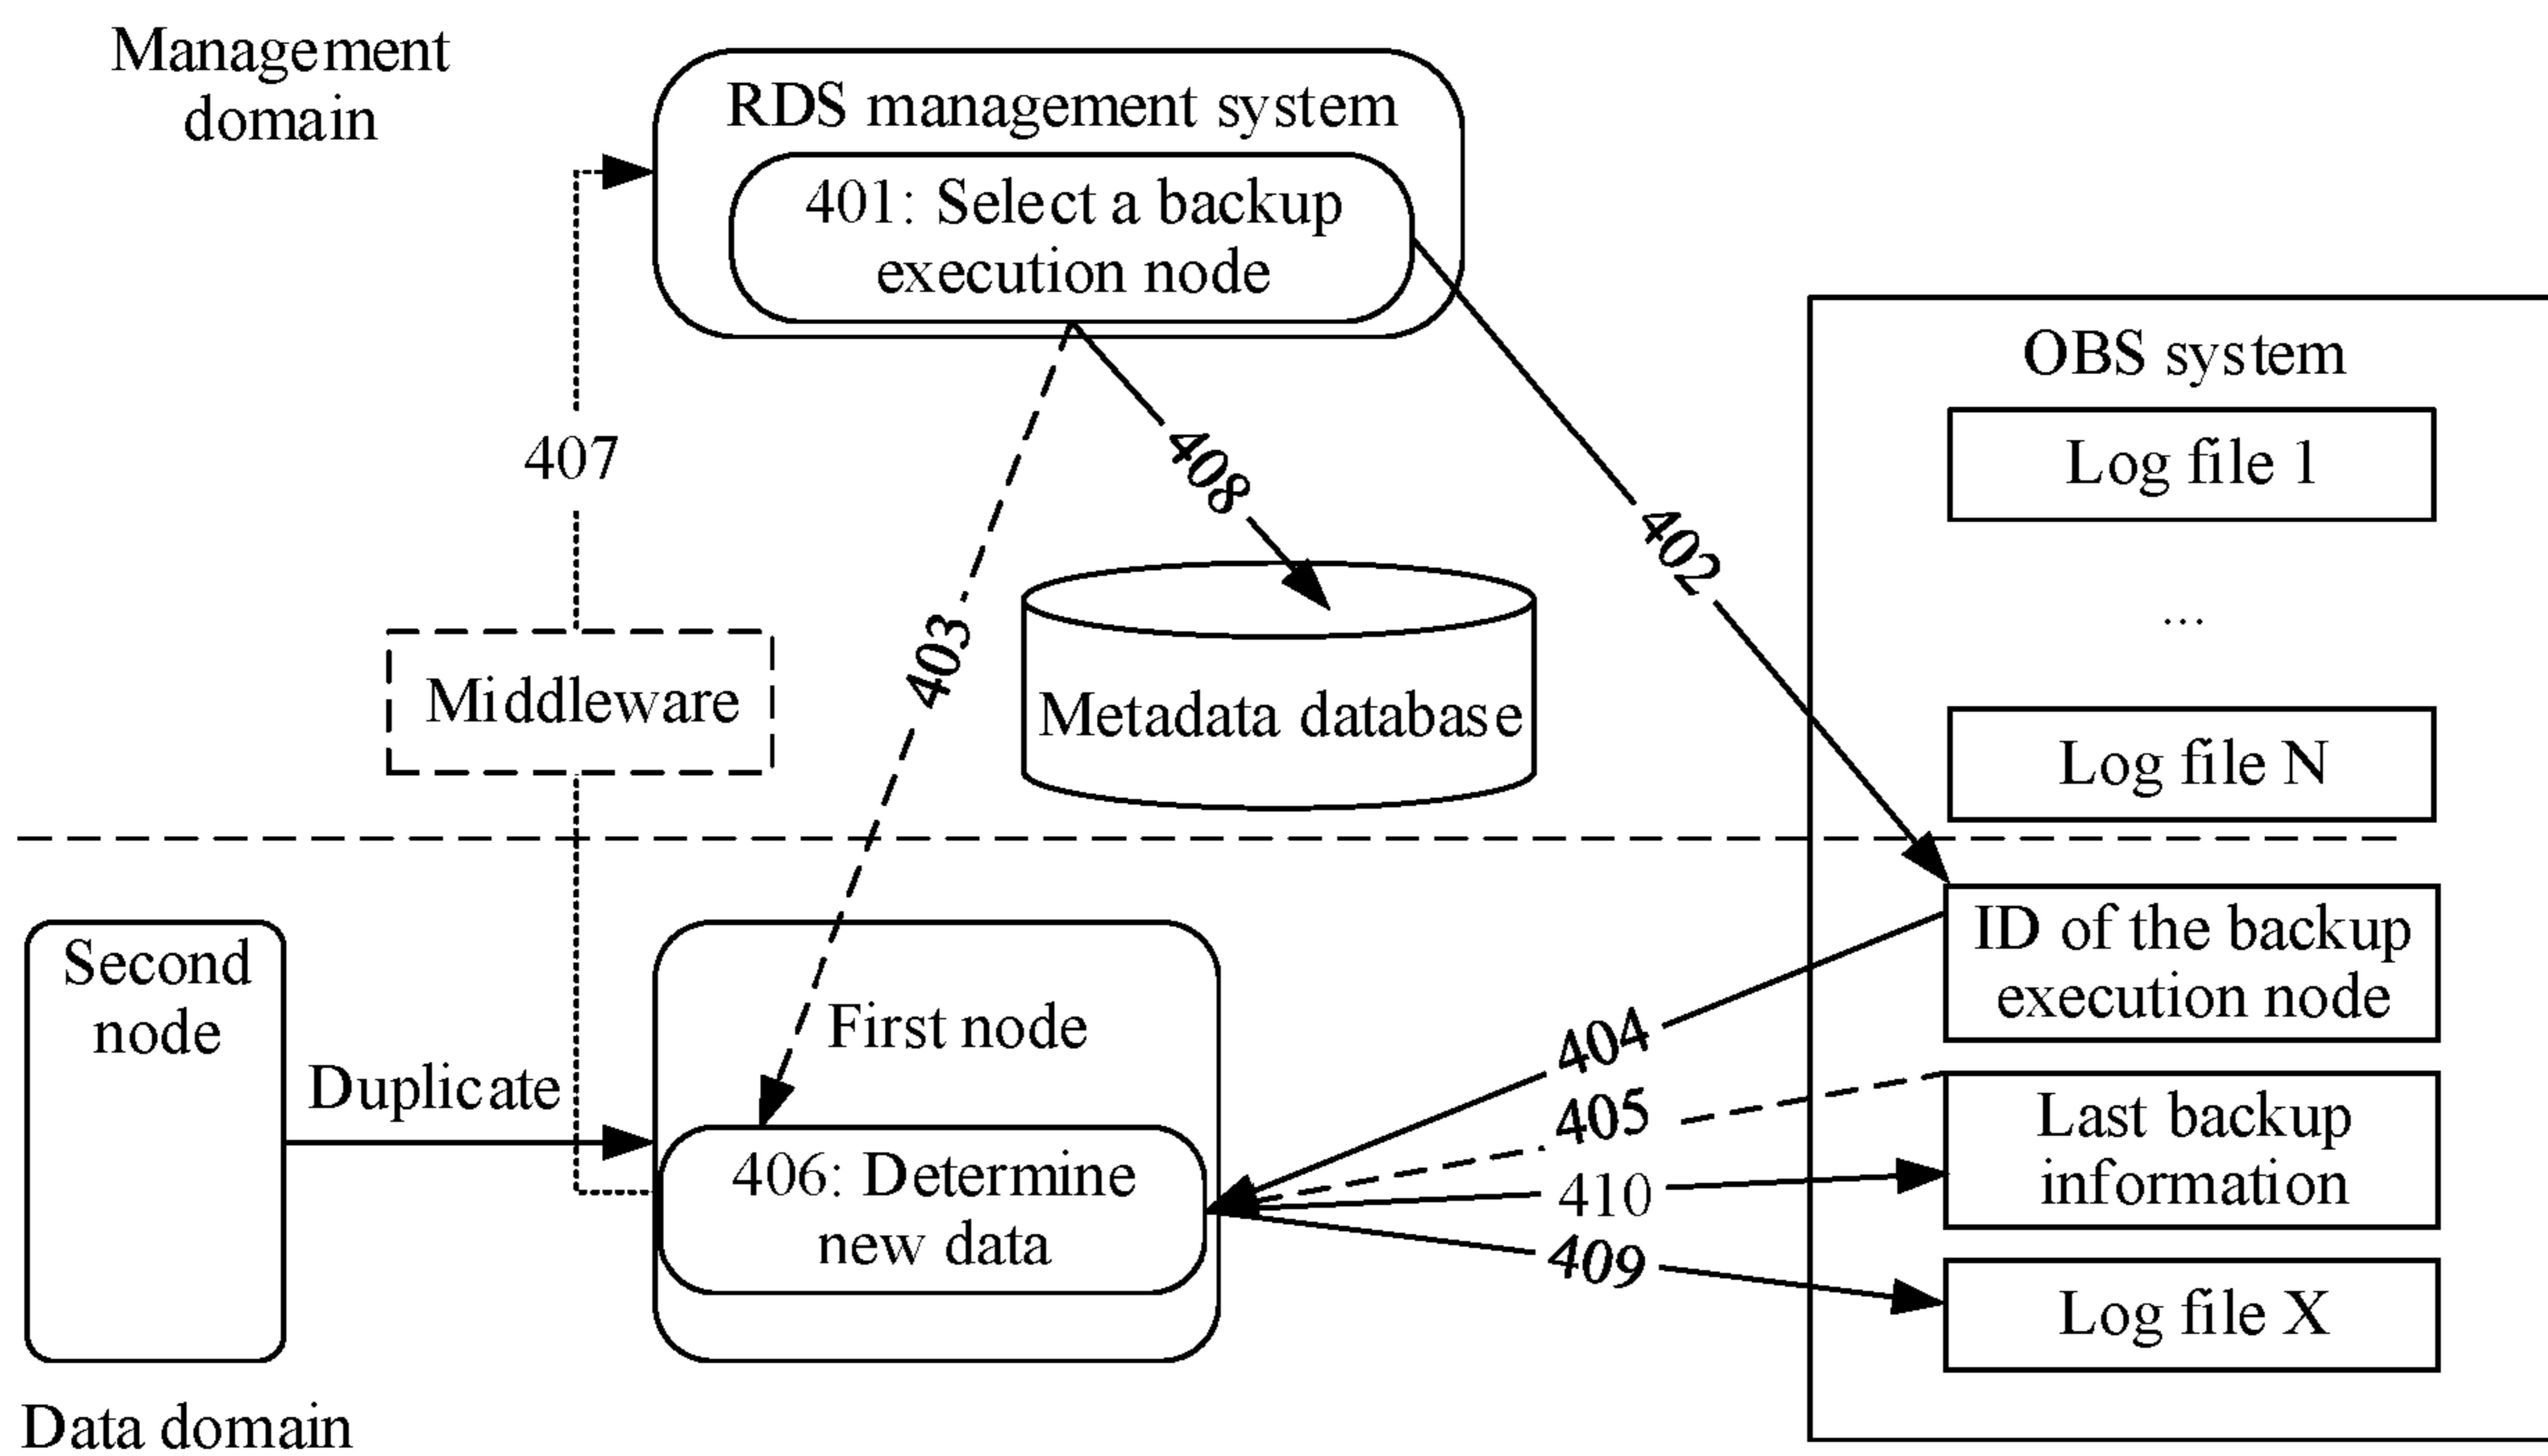 Management
domain
RDS management system
401: Select a backup
execution node
OBS system
Log file 1
407
408
402
...
403
Middleware
Metadata database
Log file N
Second
node
First node
ID of the backup
execution node
404
Duplicate
405
Last backup
information
406: Determine
new data
410
409
Log file X
Data domain